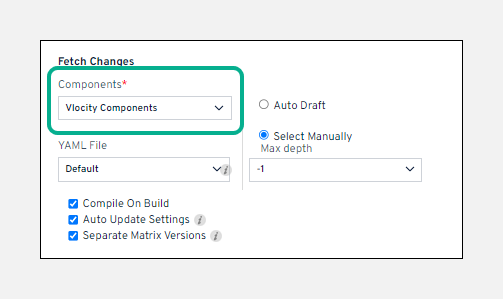 Fetch Changes
Components*
Vlocity Components
Auto Draft
Select Manually
YAML File
Max depth
Default
i
-1
Compile On Build
Auto Update Settings i
Separate Matrix Versions i